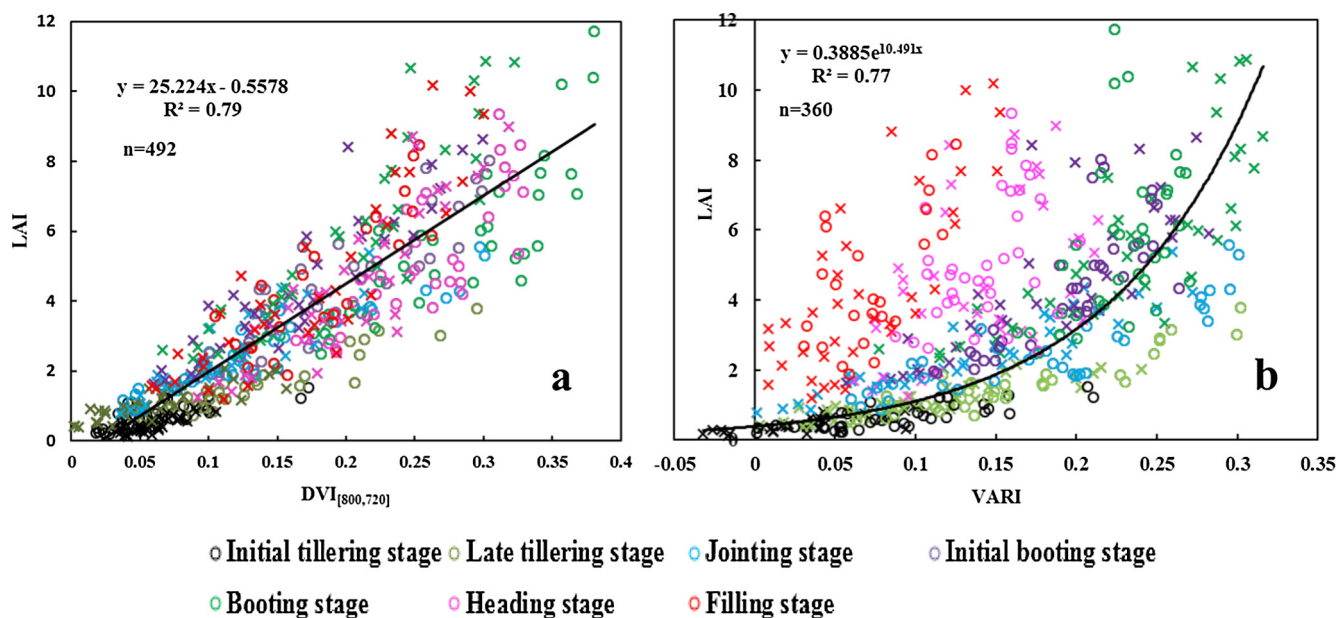 12
10
8
6
4
2
0
LAI
y = 25.224x - 0.5578
R² = 0.79
n=492
a
0 0.05 0.1 0.15 0.2 0.25 0.3 0.35 0.4
DVI[800,720]
12
10
8
6
4
2
0
LAI
y = 0.3885e^10.491x
R² = 0.77
n=360
b
-0.05 0 0.05 0.1 0.15 0.2 0.25 0.3 0.35
VARI
Initial tillering stage Late tillering stage Jointing stage Initial booting stage
Booting stage Heading stage Filling stage